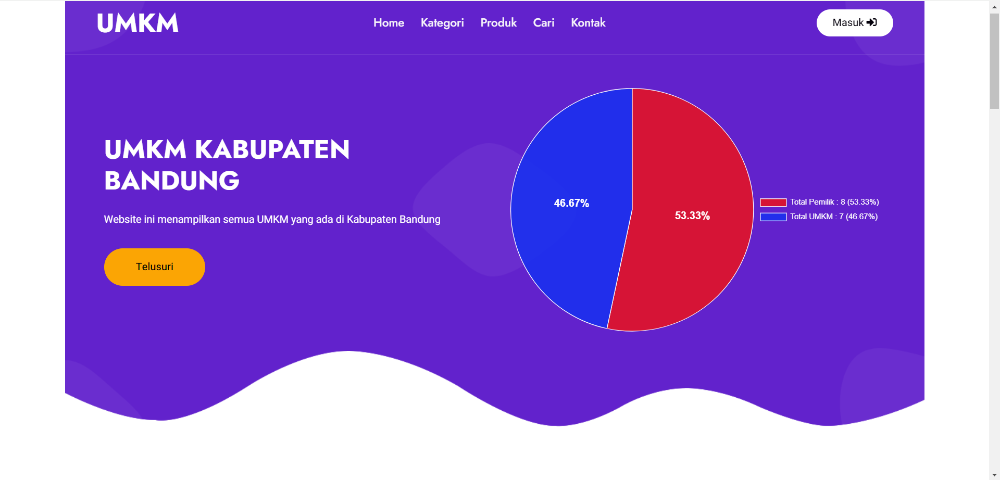 UMKM
Home Kategori Produk Cari Kontak
Masuk
UMKM KABUPATEN
BANDUNG
Website ini menampilkan semua UMKM yang ada di Kabupaten Bandung
Telusuri
46.67%
53.33%
Total Pemilik : 8 (53.33%)
Total UMKM : 7 (46.67%)